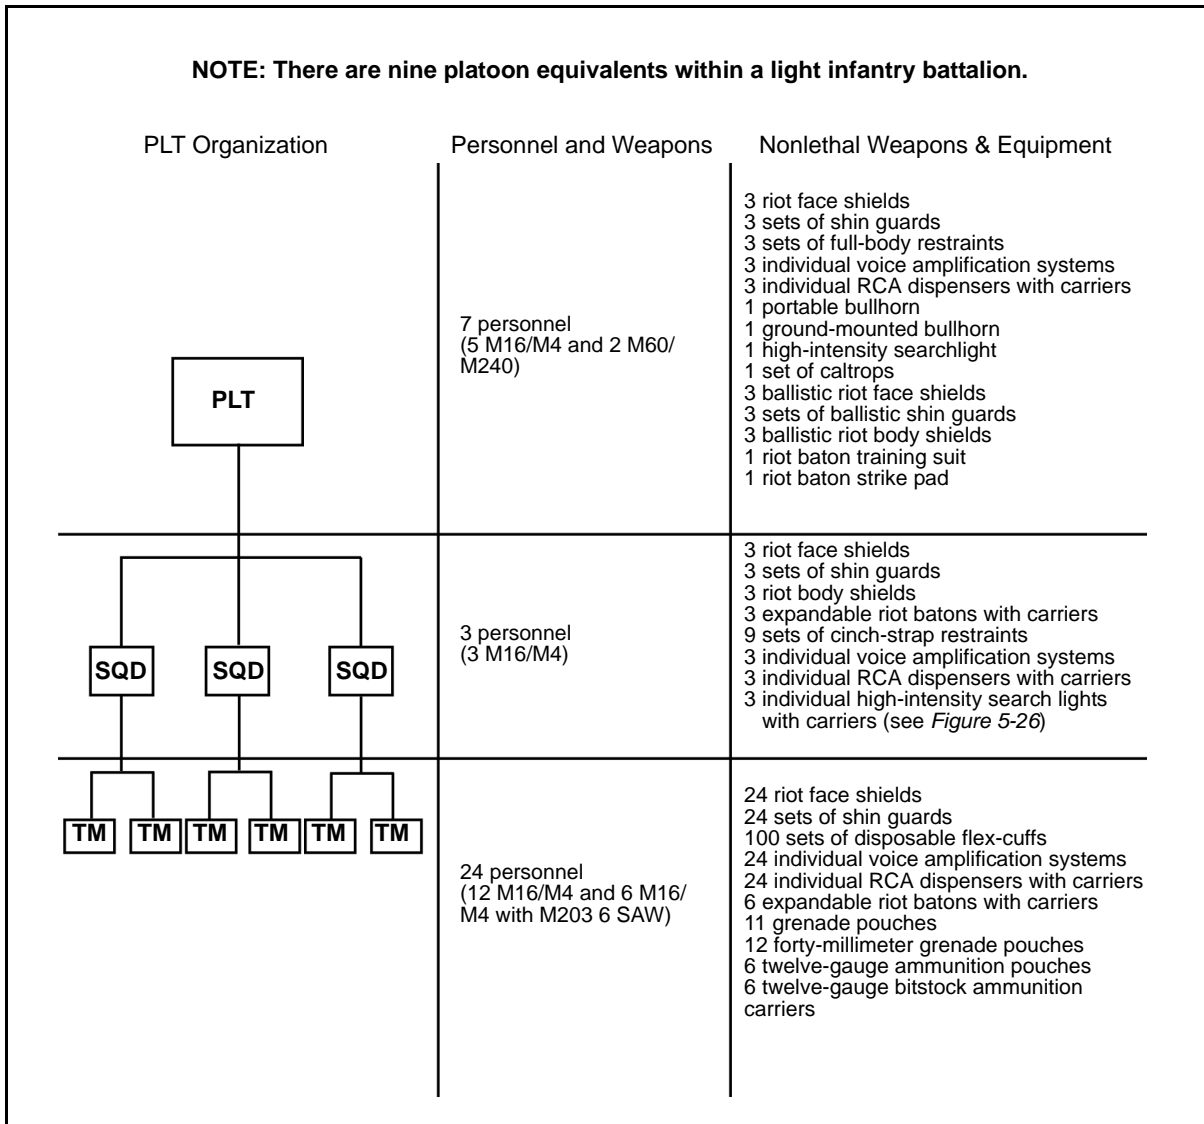 NOTE: There are nine platoon equivalents within a light infantry battalion.
PLT Organization
Personnel and Weapons
Nonlethal Weapons & Equipment
PLT
7 personnel
(5 M16/M4 and 2 M60/
M240)
3 riot face shields
3 sets of shin guards
3 sets of full-body restraints
3 individual voice amplification systems
3 individual RCA dispensers with carriers
1 portable bullhorn
1 ground-mounted bullhorn
1 high-intensity searchlight
1 set of caltrops
3 ballistic riot face shields
3 sets of ballistic shin guards
3 ballistic riot body shields
1 riot baton training suit
1 riot baton strike pad
SQD SQD SQD
3 personnel
(3 M16/M4)
3 riot face shields
3 sets of shin guards
3 riot body shields
3 expandable riot batons with carriers
9 sets of cinch-strap restraints
3 individual voice amplification systems
3 individual RCA dispensers with carriers
3 individual high-intensity search lights
with carriers (see Figure 5-26)
TM TM TM TM TM TM
24 personnel
(12 M16/M4 and 6 M16/
M4 with M203 6 SAW)
24 riot face shields
24 sets of shin guards
100 sets of disposable flex-cuffs
24 individual voice amplification systems
24 individual RCA dispensers with carriers
6 expandable riot batons with carriers
11 grenade pouches
12 forty-millimeter grenade pouches
6 twelve-gauge ammunition pouches
6 twelve-gauge bitstock ammunition
carriers